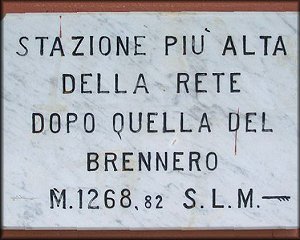 STAZIONE PIU' ALTA
DELLA RETE
DOPO QUELLA DEL
BRENNERO
M.1268,82 S.L.M.